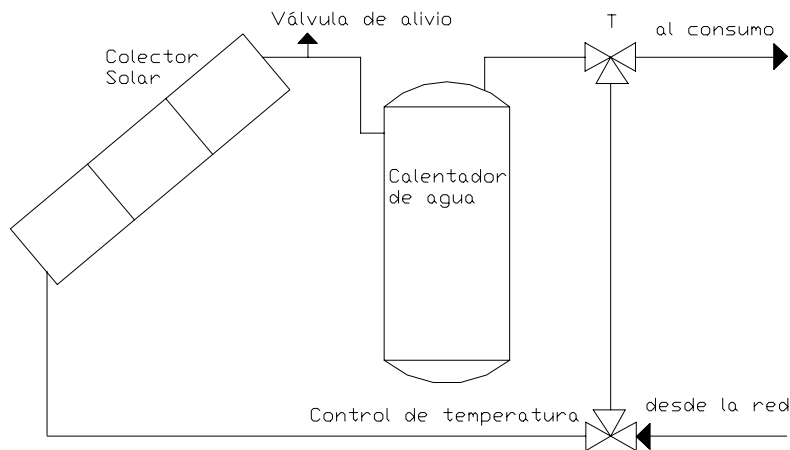 Válvula de alivio
T
al consumo
Colector
Solar
Calentador
de agua
Control de temperatura
desde la red